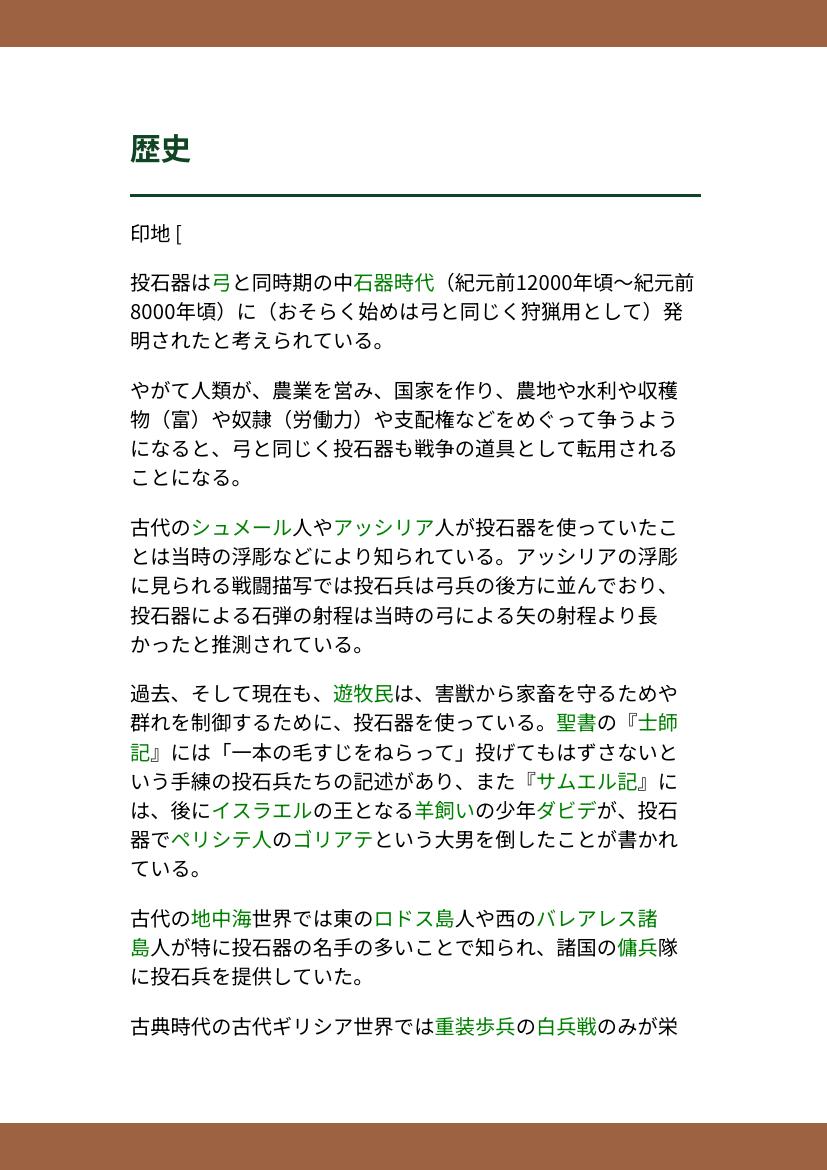 歴史
印地 [
投石器は弓と同時期の中石器時代（紀元前12000年頃～紀元前
8000年頃）に（おそらく始めは弓と同じく狩猟用として）発
明されたと考えられている。
やがて人類が、農業を営み、国家を作り、農地や水利や収穫
物（富）や奴隷（労働力）や支配権などをめぐって争うよう
になると、弓と同じく投石器も戦争の道具として転用される
ことになる。
古代のシュメール人やアッシリア人が投石器を使っていたこ
とは当時の浮彫などにより知られている。アッシリアの浮彫
に見られる戦闘描写では投石兵は弓兵の後方に並んでおり、
投石器による石弾の射程は当時の弓による矢の射程より長
かったと推測されている。
過去、そして現在も、遊牧民は、害獣から家畜を守るためや
群れを制御するために、投石器を使っている。聖書の『士師
記』には「一本の毛すじをねらって」投げてもはずさないと
いう手練の投石兵たちの記述があり、また『サムエル記』に
は、後にイスラエルの王となる羊飼いの少年ダビデが、投石
器でペリシテ人のゴリアテという大男を倒したことが書かれ
ている。
古代の地中海世界では東のロドス島人や西のバレアレス諸
島人が特に投石器の名手の多いことで知られ、諸国の傭兵隊
に投石兵を提供していた。
古典時代の古代ギリシア世界では重装歩兵の白兵戦のみが栄